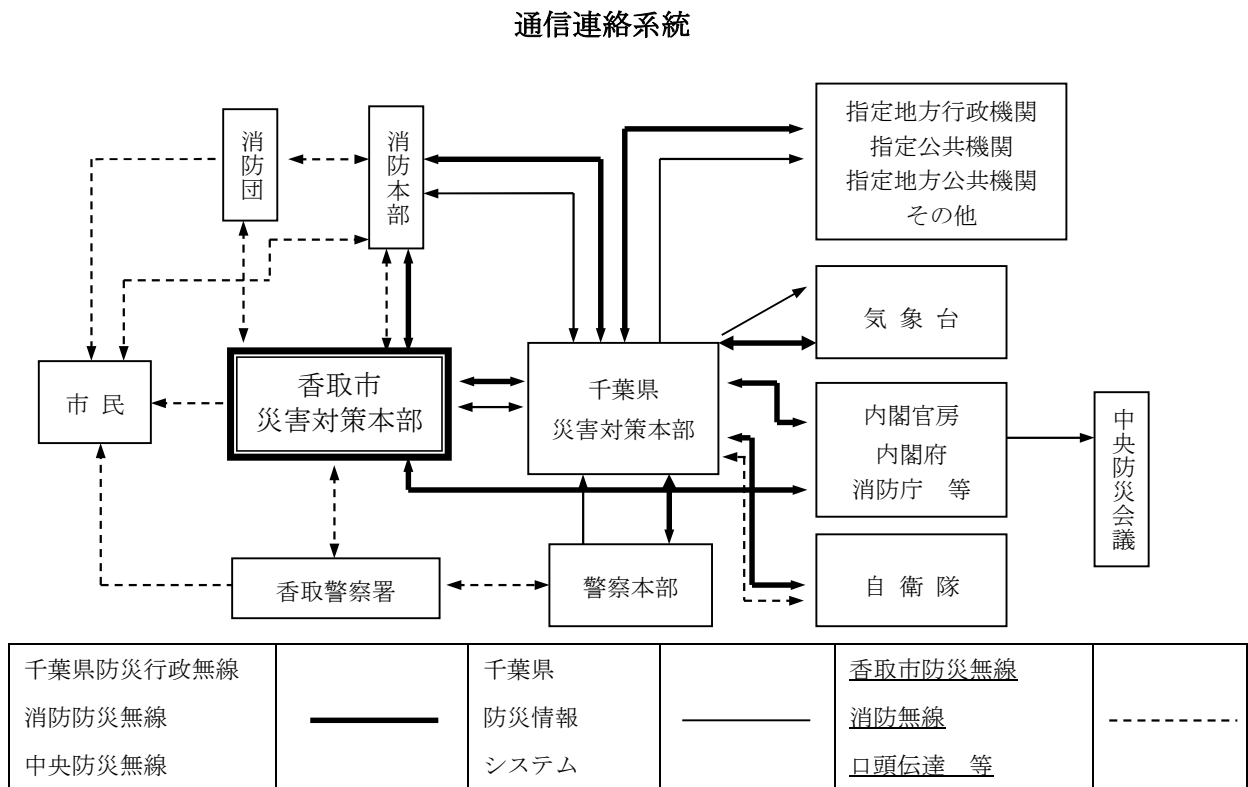 通信連絡系統
消防団
消防本部
指定地方行政機関
指定公共機関
指定地方公共機関
その他
気 象 台
市 民
香取市
災害対策本部
千葉県
災害対策本部
内閣官房
内閣府
消防庁　等
中央防災会議
香取警察署
警察本部
自 衛 隊
千葉県防災行政無線
消防防災無線
中央防災無線
千葉県
防災情報
システム
香取市防災無線
消防無線
口頭伝達　等